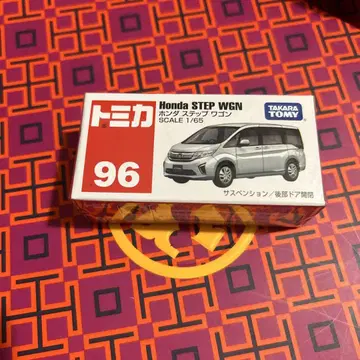 トミカ
96
Honda STEP WGN
ホンダ ステップ ワゴン
SCALE 1/65
TAKARA
TOMY
サスペンション/後部ドア開閉